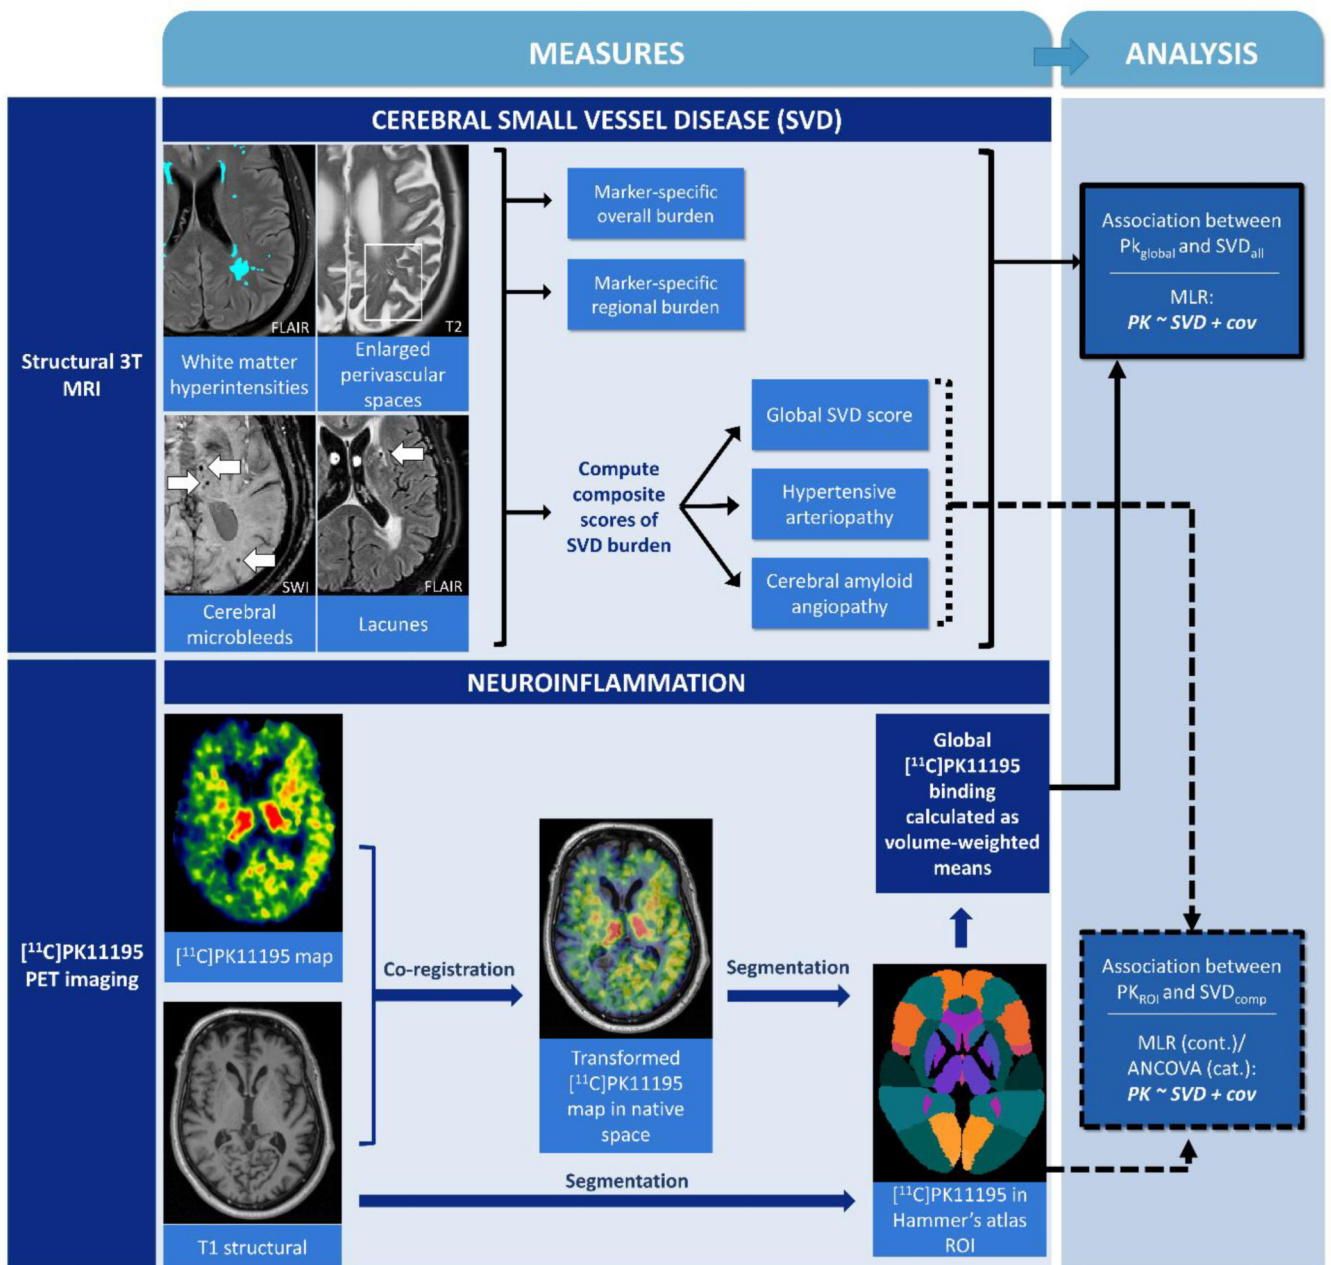 MEASURES
ANALYSIS
CEREBRAL SMALL VESSEL DISEASE (SVD)
Structural 3T
MRI
FLAIR
White matter
hyperintensities
T2
Enlarged
perivascular
spaces
SWI
Cerebral
microbleeds
FLAIR
Lacunes
Marker-specific
overall burden
Marker-specific
regional burden
Compute
composite
scores of
SVD burden
Global SVD score
Hypertensive
arteriopathy
Cerebral amyloid
angiopathy
Association between
Pkglobal and SVDall
MLR:
PK ~ SVD + cov
NEUROINFLAMMATION
[¹¹C]PK11195
PET imaging
[¹¹C]PK11195 map
T1 structural
Co-registration
Transformed
[¹¹C]PK11195
map in native
space
Segmentation
Segmentation
Global
[¹¹C]PK11195
binding
calculated as
volume-weighted
means
[¹¹C]PK11195 in
Hammer's atlas
ROI
Association between
PKROI and SVDcomp
MLR (cont.)/
ANCOVA (cat.):
PK ~ SVD + cov